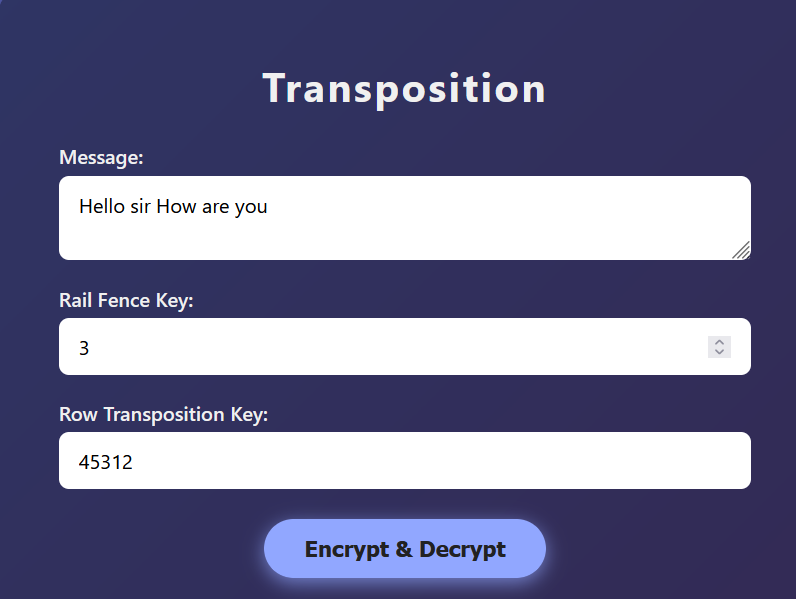 Transposition
Message:
Hello sir How are you
Rail Fence Key:
3
Row Transposition Key:
45312
Encrypt & Decrypt